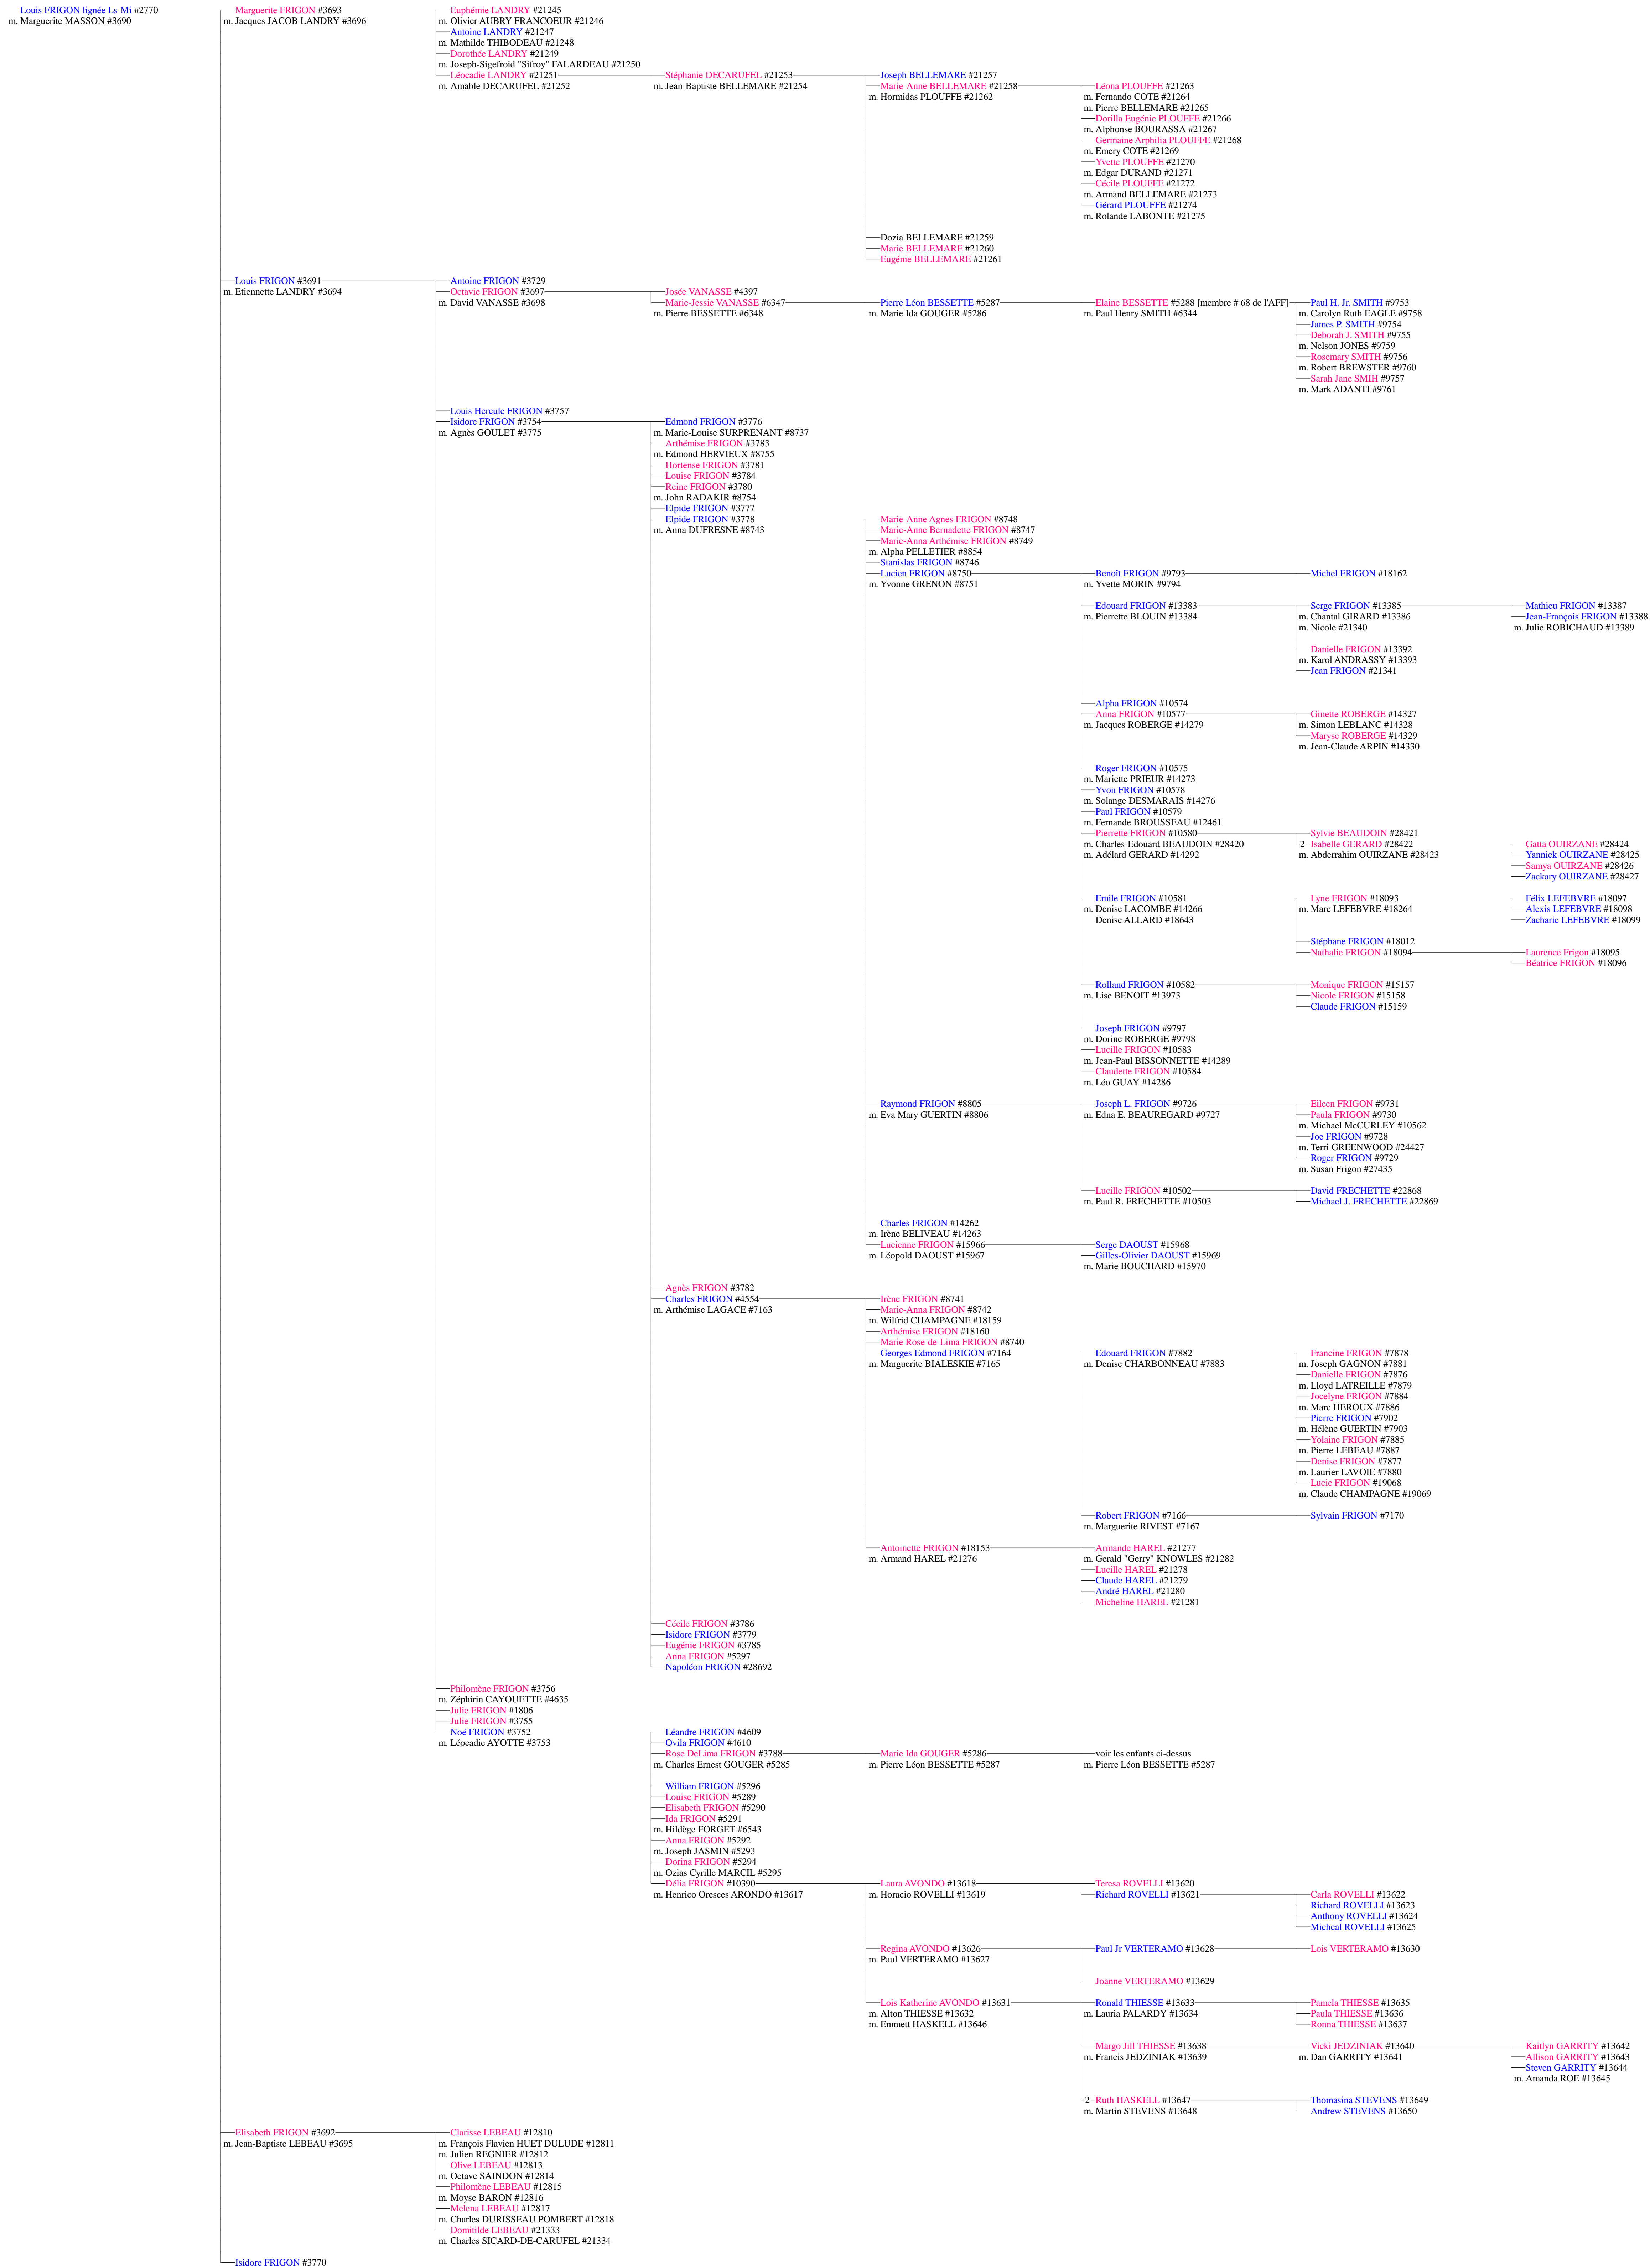 Louis FRIGON lignée Ls-Mi #2770 Marguerite FRIGON #3693 Euphémie LANDRY #21245
m. Marguerite MASSON #3690 m. Jacques JACOB LANDRY #3696 m. Olivier AUBRY FRANCOEUR #21246
Antoine LANDRY #21247
m. Mathilde THIBODEAU #21248
Dorothée LANDRY #21249
m. Joseph-Sigefroid "Sifroy" FALARDEAU #21250
Léocadie LANDRY #21251 Stéphanie DECARUFEL #21253 Joseph BELLEMARE #21257
m. Amable DECARUFEL #21252 m. Jean-Baptiste BELLEMARE #21254 Marie-Anne BELLEMARE #21258 Léona PLOUFFE #21263
m. Hormidas PLOUFFE #21262 m. Fernando COTE #21264
m. Pierre BELLEMARE #21265
Dorilla Eugénie PLOUFFE #21266
m. Alphonse BOURASSA #21267
Germaine Arphilia PLOUFFE #21268
m. Emery COTE #21269
Yvette PLOUFFE #21270
m. Edgar DURAND #21271
Cécile PLOUFFE #21272
m. Armand BELLEMARE #21273
Gérard PLOUFFE #21274
m. Rolande LABONTE #21275
Dozia BELLEMARE #21259
Marie BELLEMARE #21260
Eugénie BELLEMARE #21261
Louis FRIGON #3691 Antoine FRIGON #3729
m. Etiennette LANDRY #3694 Octavie FRIGON #3697 Josée VANASSE #4397
m. David VANASSE #3698 Marie-Jessie VANASSE #6347 Pierre Léon BESSETTE #5287 Elaine BESSETTE #5288 [membre # 68 de l'AFF] Paul H. Jr. SMITH #9753
m. Pierre BESSETTE #6348 m. Marie Ida GOUGER #5286 m. Paul Henry SMITH #6344 m. Carolyn Ruth EAGLE #9758
James P. SMITH #9754
Deborah J. SMITH #9755
m. Nelson JONES #9759
Rosemary SMITH #9756
m. Robert BREWSTER #9760
Sarah Jane SMIH #9757
m. Mark ADANTI #9761
Louis Hercule FRIGON #3757
Isidore FRIGON #3754 Edmond FRIGON #3776
m. Agnès GOULET #3775 m. Marie-Louise SURPRENANT #8737
Arthémise FRIGON #3783
m. Edmond HERVIEUX #8755
Hortense FRIGON #3781
Louise FRIGON #3784
Reine FRIGON #3780
m. John RADAKIR #8754
Elpide FRIGON #3777
Elpide FRIGON #3778 Marie-Anne Agnes FRIGON #8748
m. Anna DUFRESNE #8743 Marie-Anne Bernadette FRIGON #8747
Marie-Anna Arthémise FRIGON #8749
m. Alpha PELLETIER #8854
Stanislas FRIGON #8746
Lucien FRIGON #8750 Benoît FRIGON #9793 Michel FRIGON #18162
m. Yvonne GRENON #8751 m. Yvette MORIN #9794
Edouard FRIGON #13383 Serge FRIGON #13385 Mathieu FRIGON #13387
m. Pierrette BLOUIN #13384 m. Chantal GIRARD #13386 Jean-François FRIGON #13388
m. Nicole #21340 m. Julie ROBICHAUD #13389
Danielle FRIGON #13392
m. Karol ANDRASSY #13393
Jean FRIGON #21341
Alpha FRIGON #10574
Anna FRIGON #10577 Ginette ROBERGE #14327
m. Jacques ROBERGE #14279 m. Simon LEBLANC #14328
Maryse ROBERGE #14329
m. Jean-Claude ARPIN #14330
Roger FRIGON #10575
m. Mariette PRIEUR #14273
Yvon FRIGON #10578
m. Solange DESMARAIS #14276
Paul FRIGON #10579
m. Fernande BROUSSEAU #12461
Pierrette FRIGON #10580 Sylvie BEAUDOIN #28421
m. Charles-Edouard BEAUDOIN #28420 2 Isabelle GERARD #28422 Gatta OUIRZANE #28424
m. Adélard GERARD #14292 m. Abderrahim OUIRZANE #28423 Yannick OUIRZANE #28425
Samya OUIRZANE #28426
Zackary OUIRZANE #28427
Emile FRIGON #10581 Lyne FRIGON #18093 Félix LEFEBVRE #18097
m. Denise LACOMBE #14266 m. Marc LEFEBVRE #18264 Alexis LEFEBVRE #18098
Denise ALLARD #18643 Zacharie LEFEBVRE #18099
Stéphane FRIGON #18012
Nathalie FRIGON #18094 Laurence Frigon #18095
Béatrice FRIGON #18096
Rolland FRIGON #10582 Monique FRIGON #15157
m. Lise BENOIT #13973 Nicole FRIGON #15158
Claude FRIGON #15159
Joseph FRIGON #9797
m. Dorine ROBERGE #9798
Lucille FRIGON #10583
m. Jean-Paul BISSONNETTE #14289
Claudette FRIGON #10584
m. Léo GUAY #14286
Raymond FRIGON #8805 Joseph L. FRIGON #9726 Eileen FRIGON #9731
m. Eva Mary GUERTIN #8806 m. Edna E. BEAUREGARD #9727 Paula FRIGON #9730
m. Michael McCURLEY #10562
Joe FRIGON #9728
m. Terri GREENWOOD #24427
Roger FRIGON #9729
m. Susan Frigon #27435
Lucille FRIGON #10502 David FRECHETTE #22868
m. Paul R. FRECHETTE #10503 Michael J. FRECHETTE #22869
Charles FRIGON #14262
m. Irène BELIVEAU #14263
Lucienne FRIGON #15966 Serge DAOUST #15968
m. Léopold DAOUST #15967 Gilles-Olivier DAOUST #15969
m. Marie BOUCHARD #15970
Agnès FRIGON #3782
Charles FRIGON #4554 Irène FRIGON #8741
m. Arthémise LAGACE #7163 Marie-Anna FRIGON #8742
m. Wilfrid CHAMPAGNE #18159
Arthémise FRIGON #18160
Marie Rose-de-Lima FRIGON #8740
Georges Edmond FRIGON #7164 Edouard FRIGON #7882 Francine FRIGON #7878
m. Marguerite BIALESKIE #7165 m. Denise CHARBONNEAU #7883 m. Joseph GAGNON #7881
Danielle FRIGON #7876
m. Lloyd LATREILLE #7879
Jocelyne FRIGON #7884
m. Marc HEROUX #7886
Pierre FRIGON #7902
m. Hélène GUERTIN #7903
Yolaine FRIGON #7885
m. Pierre LEBEAU #7887
Denise FRIGON #7877
m. Laurier LAVOIE #7880
Lucie FRIGON #19068
m. Claude CHAMPAGNE #19069
Robert FRIGON #7166 Sylvain FRIGON #7170
m. Marguerite RIVEST #7167
Antoinette FRIGON #18153 Armande HAREL #21277
m. Armand HAREL #21276 m. Gerald "Gerry" KNOWLES #21282
Lucille HAREL #21278
Claude HAREL #21279
André HAREL #21280
Micheline HAREL #21281
Cécile FRIGON #3786
Isidore FRIGON #3779
Eugénie FRIGON #3785
Anna FRIGON #5297
Napoléon FRIGON #28692
Philomène FRIGON #3756
m. Zéphirin CAYOUETTE #4635
Julie FRIGON #1806
Julie FRIGON #3755
Noé FRIGON #3752 Léandre FRIGON #4609
m. Léocadie AYOTTE #3753 Ovila FRIGON #4610
Rose DeLima FRIGON #3788 Marie Ida GOUGER #5286 voir les enfants ci-dessus
m. Charles Ernest GOUGER #5285 m. Pierre Léon BESSETTE #5287 m. Pierre Léon BESSETTE #5287
William FRIGON #5296
Louise FRIGON #5289
Elisabeth FRIGON #5290
Ida FRIGON #5291
m. Hildège FORGET #6543
Anna FRIGON #5292
m. Joseph JASMIN #5293
Dorina FRIGON #5294
m. Ozias Cyrille MARCIL #5295
Délia FRIGON #10390 Laura AVONDO #13618 Teresa ROVELLI #13620
m. Henrico Oresces ARONDO #13617 m. Horacio ROVELLI #13619 Richard ROVELLI #13621 Carla ROVELLI #13622
Richard ROVELLI #13623
Anthony ROVELLI #13624
Micheal ROVELLI #13625
Regina AVONDO #13626 Paul Jr VERTERAMO #13628 Lois VERTERAMO #13630
m. Paul VERTERAMO #13627
Joanne VERTERAMO #13629
Lois Katherine AVONDO #13631 Ronald THIESSE #13633 Pamela THIESSE #13635
m. Alton THIESSE #13632 m. Lauria PALARDY #13634 Paula THIESSE #13636
m. Emmett HASKELL #13646 Ronna THIESSE #13637
Margo Jill THIESSE #13638 Vicki JEDZINIAK #13640 Kaitlyn GARRITY #13642
m. Francis JEDZINIAK #13639 m. Dan GARRITY #13641 Allison GARRITY #13643
Steven GARRITY #13644
m. Amanda ROE #13645
2 Ruth HASKELL #13647 Thomasina STEVENS #13649
m. Martin STEVENS #13648 Andrew STEVENS #13650
Elisabeth FRIGON #3692 Clarisse LEBEAU #12810
m. Jean-Baptiste LEBEAU #3695 m. François Flavien HUET DULUDE #12811
m. Julien REGNIER #12812
Olive LEBEAU #12813
m. Octave SAINDON #12814
Philomène LEBEAU #12815
m. Moyse BARON #12816
Melena LEBEAU #12817
m. Charles DURISSEAU POMBERT #12818
Domitilde LEBEAU #21333
m. Charles SICARD-DE-CARUFEL #21334
Isidore FRIGON #3770